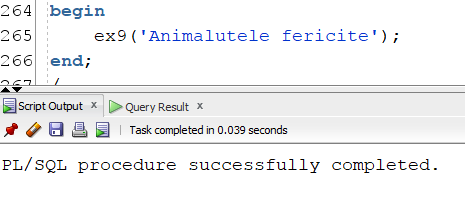 264 begin
265 ex9('Animalutele fericite');
266 end;
267 /
Script Output x Query Result x
Task completed in 0.039 seconds
PL/SQL procedure successfully completed.